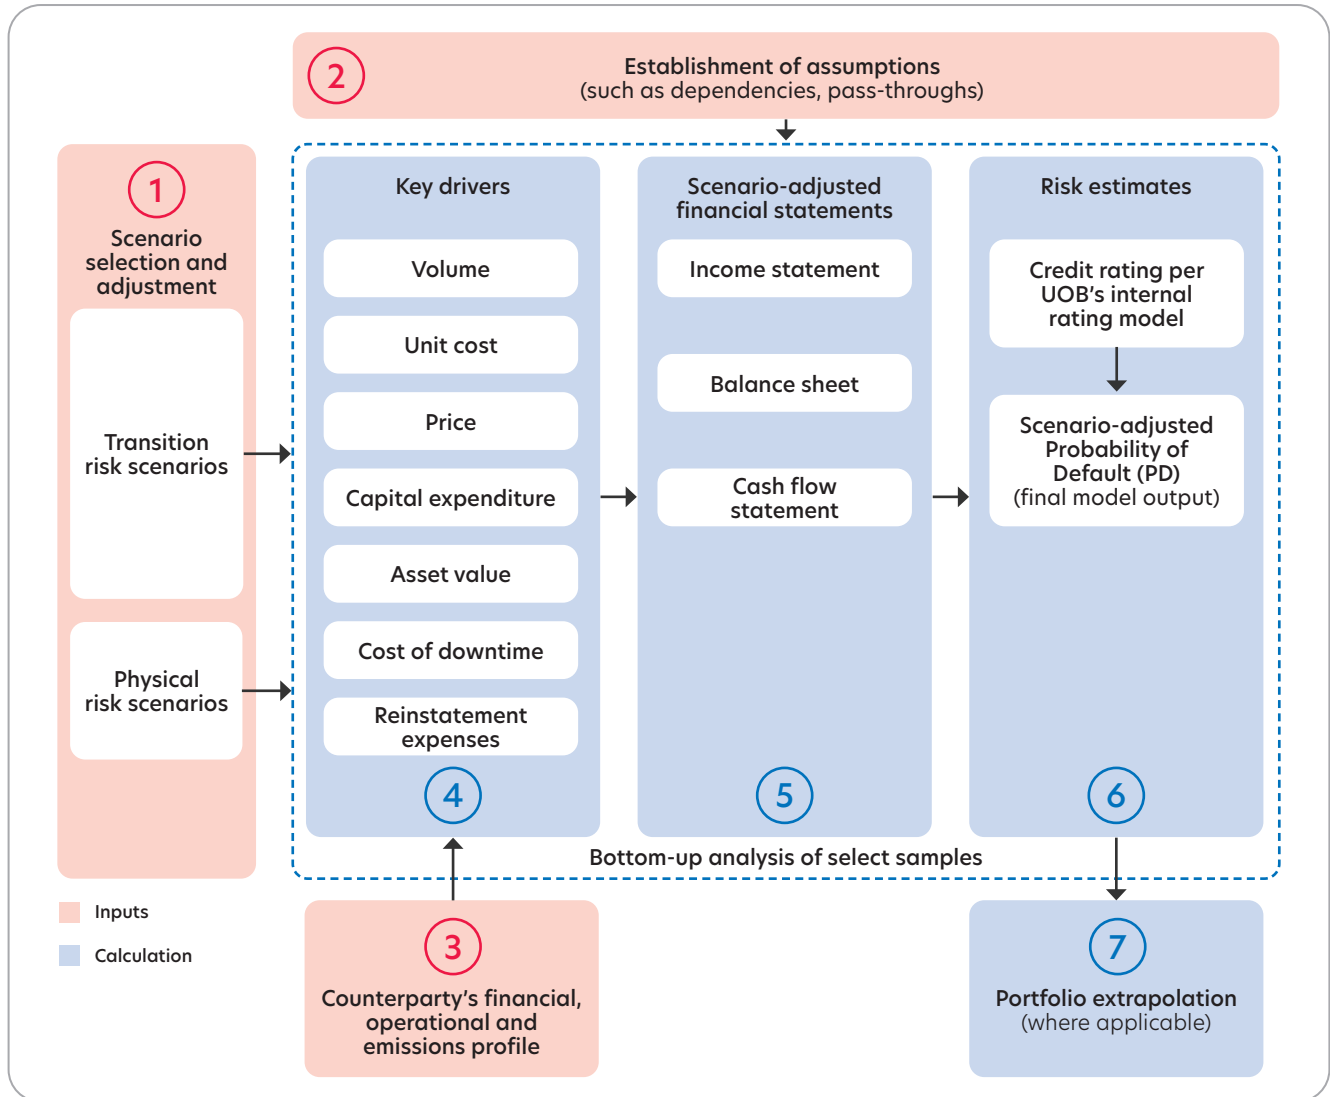 2
Establishment of assumptions
(such as dependencies, pass-throughs)
1
Scenario
selection and
adjustment
Transition
risk scenarios
Physical
risk scenarios
Key drivers
Volume
Unit cost
Price
Capital expenditure
Asset value
Cost of downtime
Reinstatement
expenses
4
Scenario-adjusted
financial statements
Income statement
Balance sheet
Cash flow
statement
5
Risk estimates
Credit rating per
UOB's internal
rating model
Scenario-adjusted
Probability of
Default (PD)
(final model output)
6
Bottom-up analysis of select samples
Inputs
Calculation
3
Counterparty's financial,
operational and
emissions profile
7
Portfolio extrapolation
(where applicable)